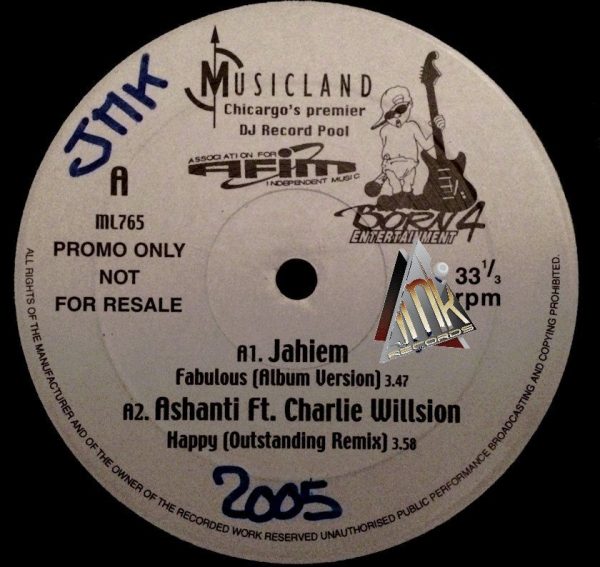 JMK
MUSICLAND
Chicargo's premier
DJ Record Pool
ASSOCIATION FOR
AFIM
INDEPENDENT MUSIC
BORN 4
ENTERTAINMENT
A
ML765
PROMO ONLY
NOT
FOR RESALE
33 1/3
rpm
JMK
RECORDS
A1. Jahiem
Fabulous (Album Version) 3.47
A2. Ashanti Ft. Charlie Willsion
Happy (Outstanding Remix) 3.58
2005
ALL RIGHTS OF THE MANUFACTURER AND OF THE OWNER OF THE RECORDED WORK RESERVED UNAUTHORISED PUBLIC PERFORMANCE BROADCASTING AND COPYING PROHIBITED.